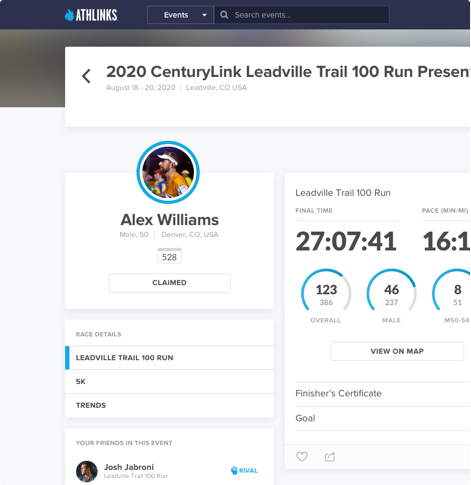 ATHLINKS
Events
Search events...
2020 CenturyLink Leadville Trail 100 Run Presen
August 18 - 20, 2020 | Leadville, CO USA
Alex Williams
Male, 50 | Denver, CO, USA
528
CLAIMED
RACE DETAILS
LEADVILLE TRAIL 100 RUN
5K
TRENDS
YOUR FRIENDS IN THIS EVENT
Josh Jabroni
Leadville Trail 100 Run
RIVAL
Leadville Trail 100 Run
FINAL TIME
PACE (MIN/MI)
27:07:41
16:1
123
386
OVERALL
46
237
MALE
8
51
M50-54
VIEW ON MAP
Finisher's Certificate
Goal